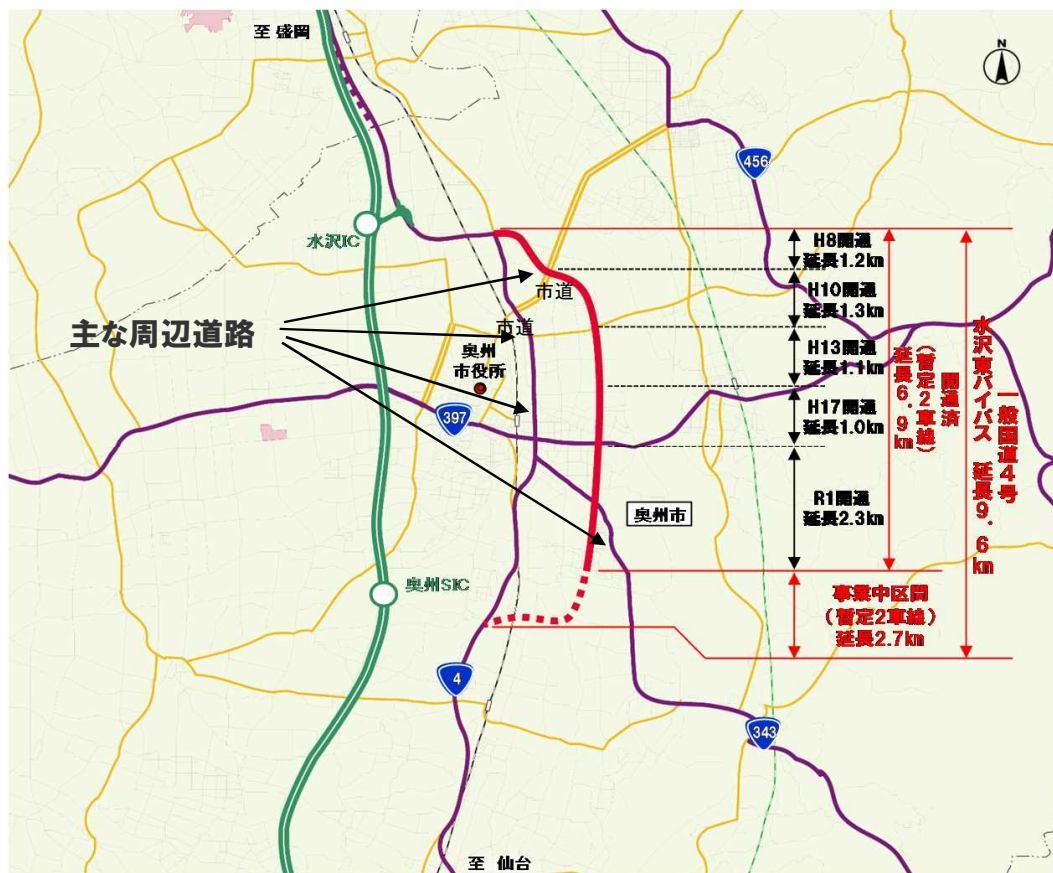 至 盛岡
N
456
水沢IC
H8開通
延長1.2km
市道
H10開通
延長1.3km
主な周辺道路
市道
奥州
市役所
H13開通
延長1.1km
397
H17開通
延長1.0km
開通済
(暫定2車線)
延長6.9km
一般国道4号
水沢東バイパス 延長9.6km
奥州市
R1開通
延長2.3km
奥州SIC
事業中区間
(暫定2車線)
延長2.7km
4
343
至 仙台